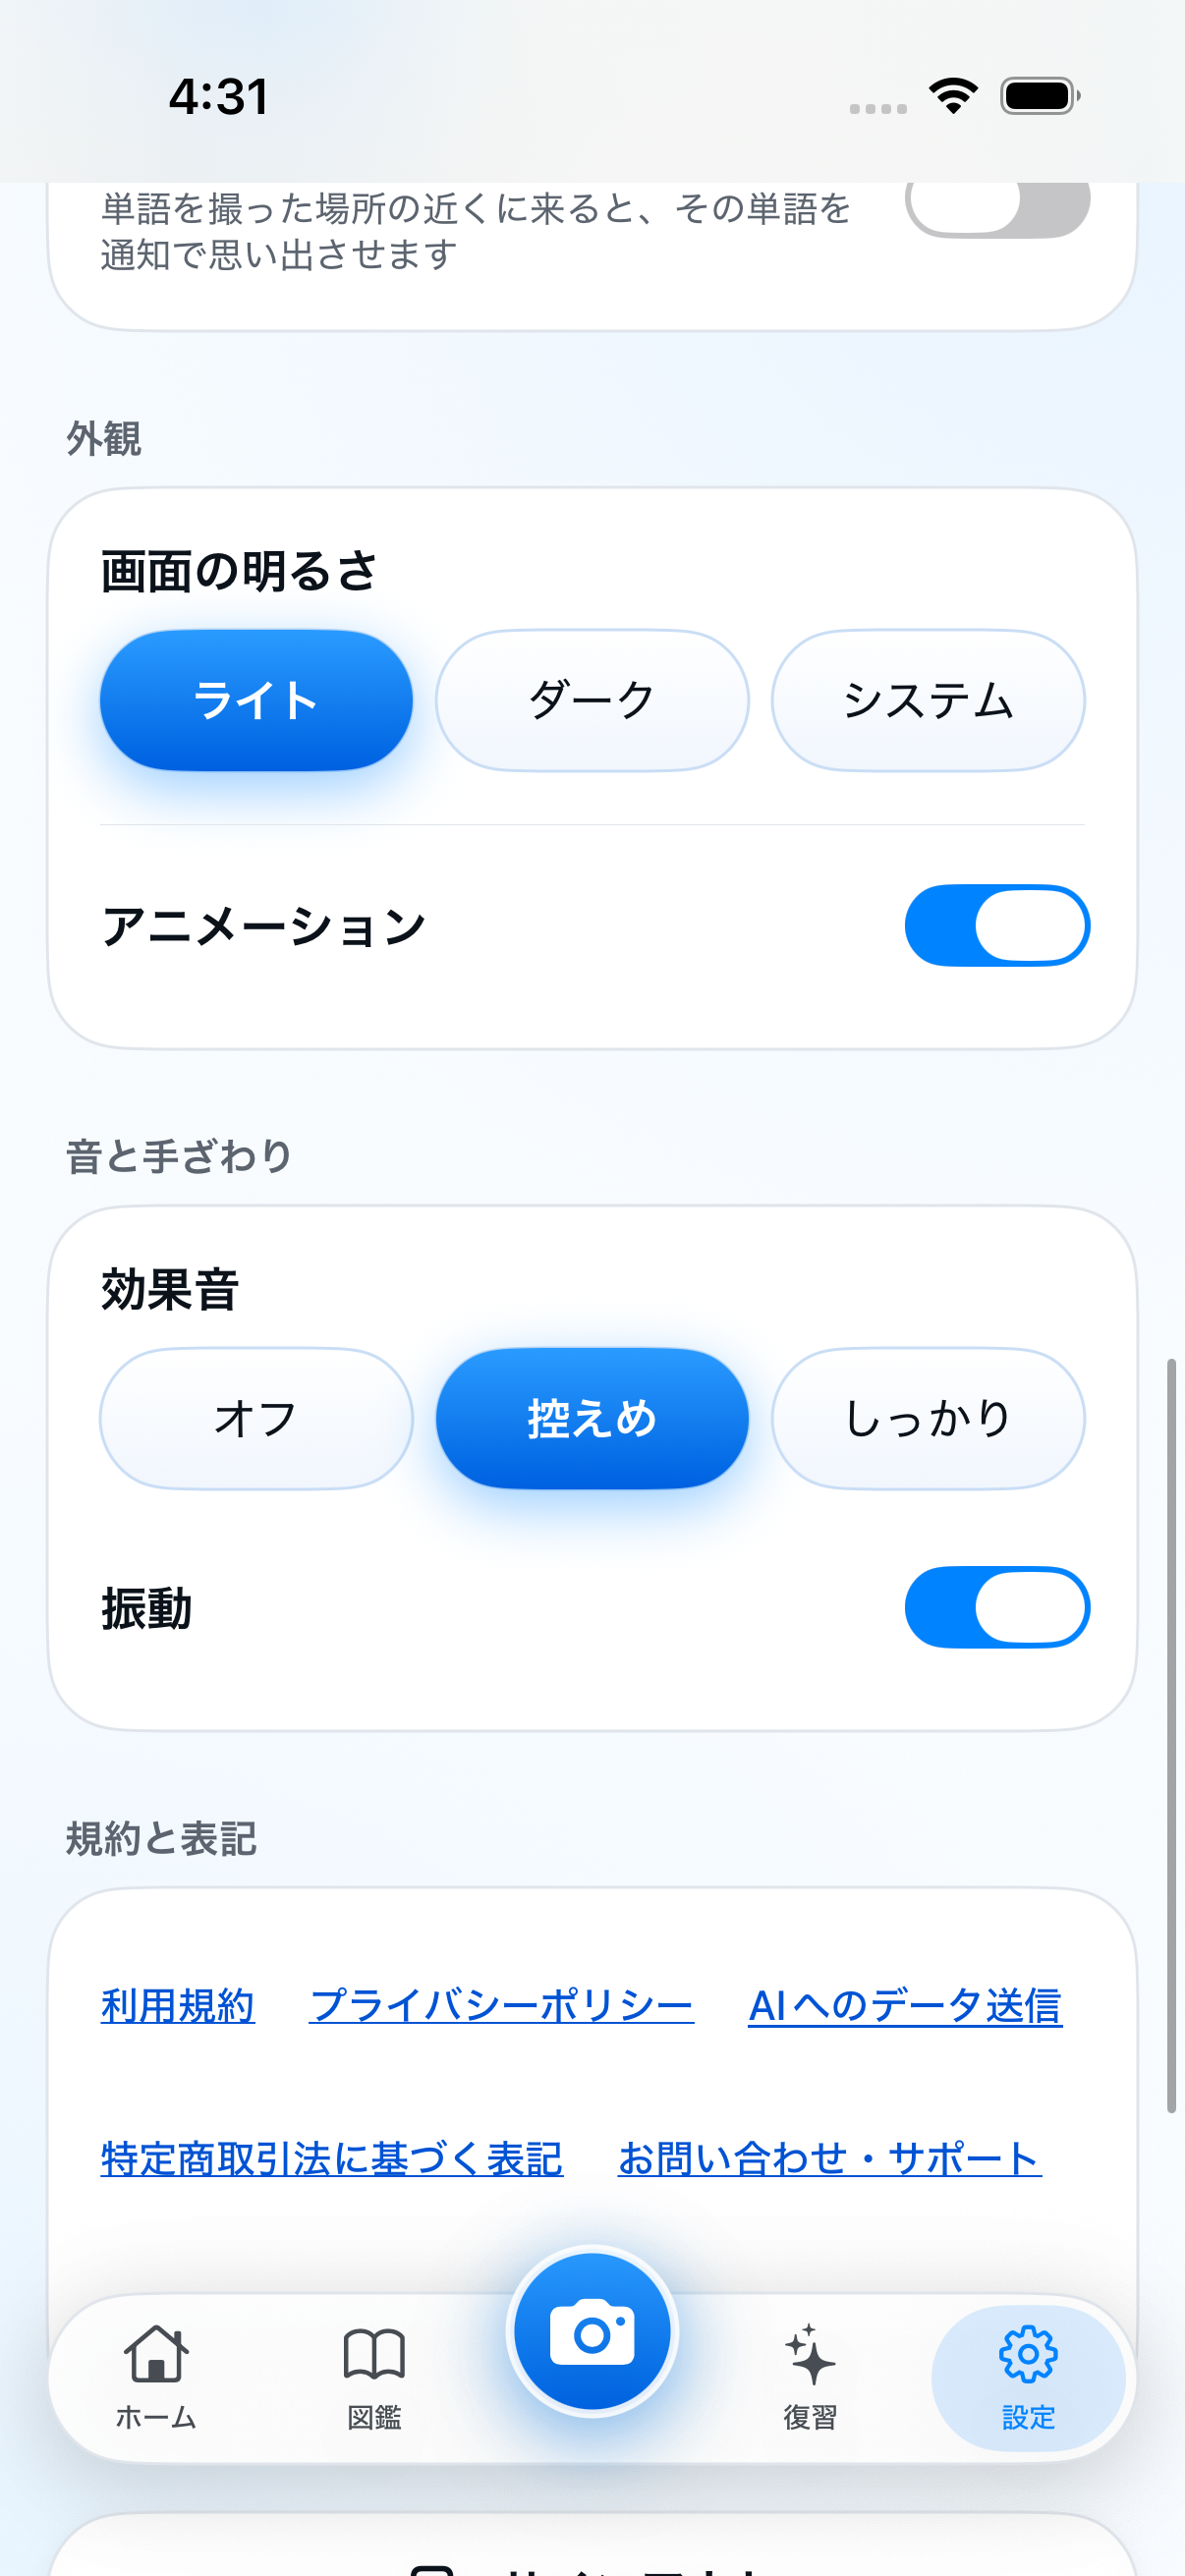 4:31
単語を撮った場所の近くに来ると、その単語を
通知で思い出させます
外観
画面の明るさ
ライト
ダーク
システム
アニメーション
音と手ざわり
効果音
オフ
控えめ
しっかり
振動
規約と表記
利用規約
プライバシーポリシー
AIへのデータ送信
特定商取引法に基づく表記
お問い合わせ・サポート
ホーム
図鑑
復習
設定